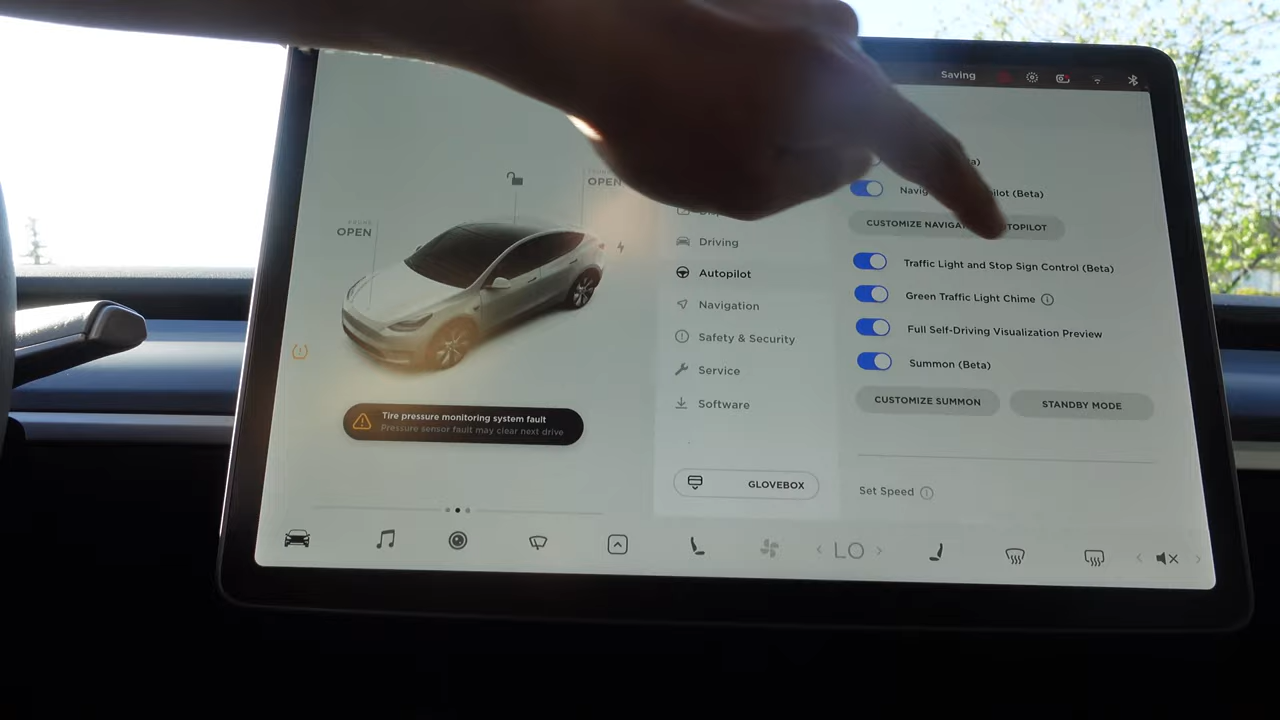 Saving
OPEN
OPEN
(Beta)
CUSTOMIZE
Driving
Autopilot
Navigation
Safety & Security
Service
Software
GLOVEBOX
Traffic Light and Stop Sign Control (Beta)
Green Traffic Light Chime
Full Self-Driving Visualization Preview
Summon (Beta)
CUSTOMIZE SUMMON
STANDBY MODE
Set Speed
Tire pressure monitoring system fault
Pressure sensor fault may clear next drive
LO